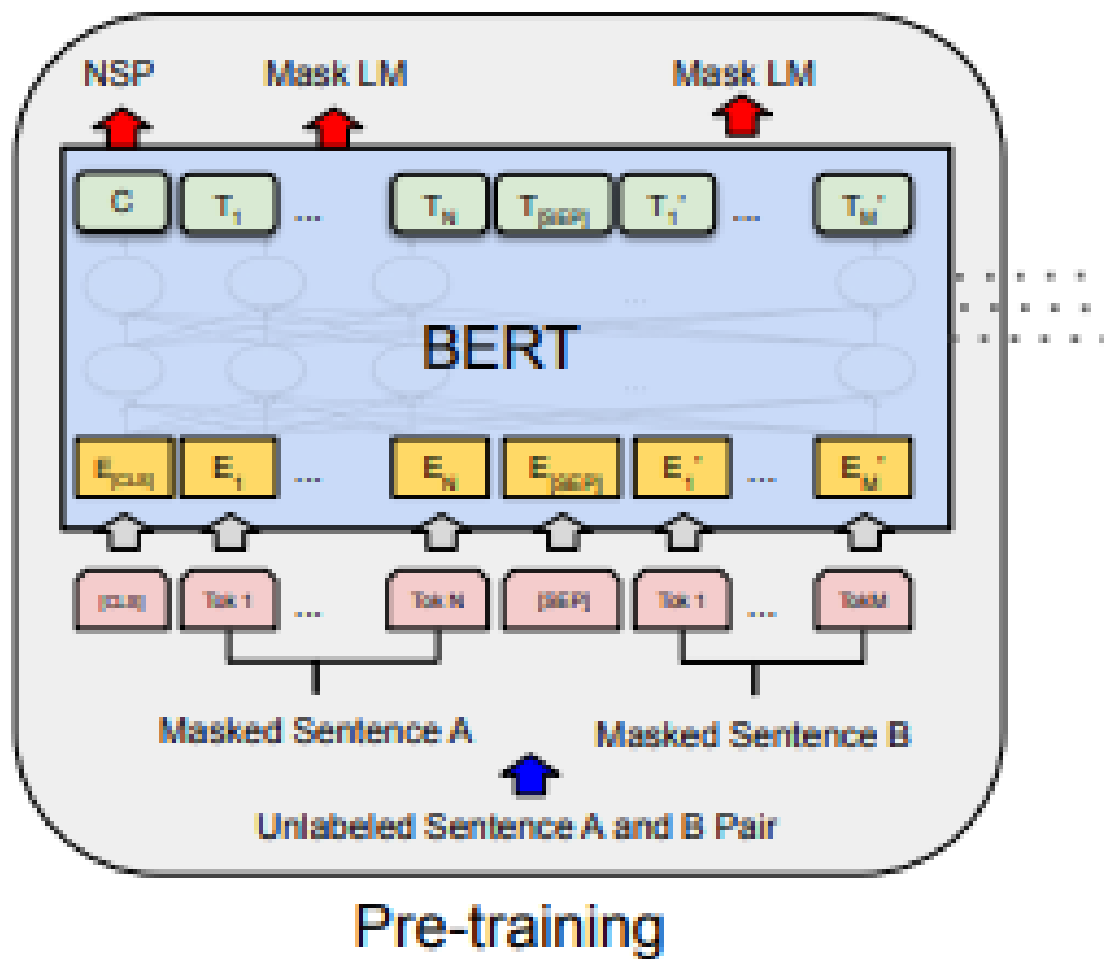 NSP Mask LM Mask LM
C T1 ... TN T[SEP] T1' ... TM'
...
BERT
...
E[CLS] E1 ... EN E[SEP] E1' ... EM'
[CLS] Tok 1 ... Tok N [SEP] Tok 1 ... TokM
Masked Sentence A Masked Sentence B
Unlabeled Sentence A and B Pair
Pre-training